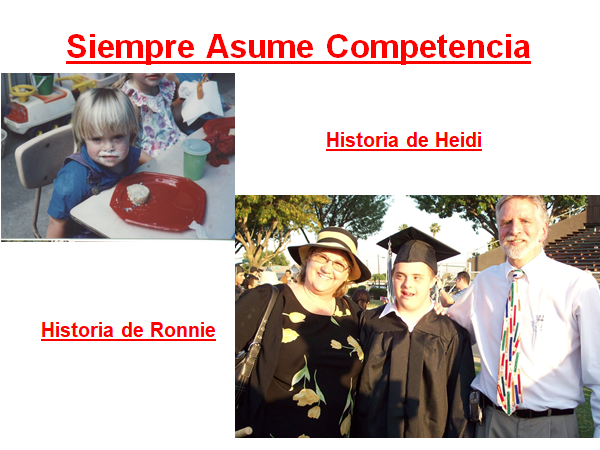 Siempre Asume Competencia
Historia de Heidi
Historia de Ronnie